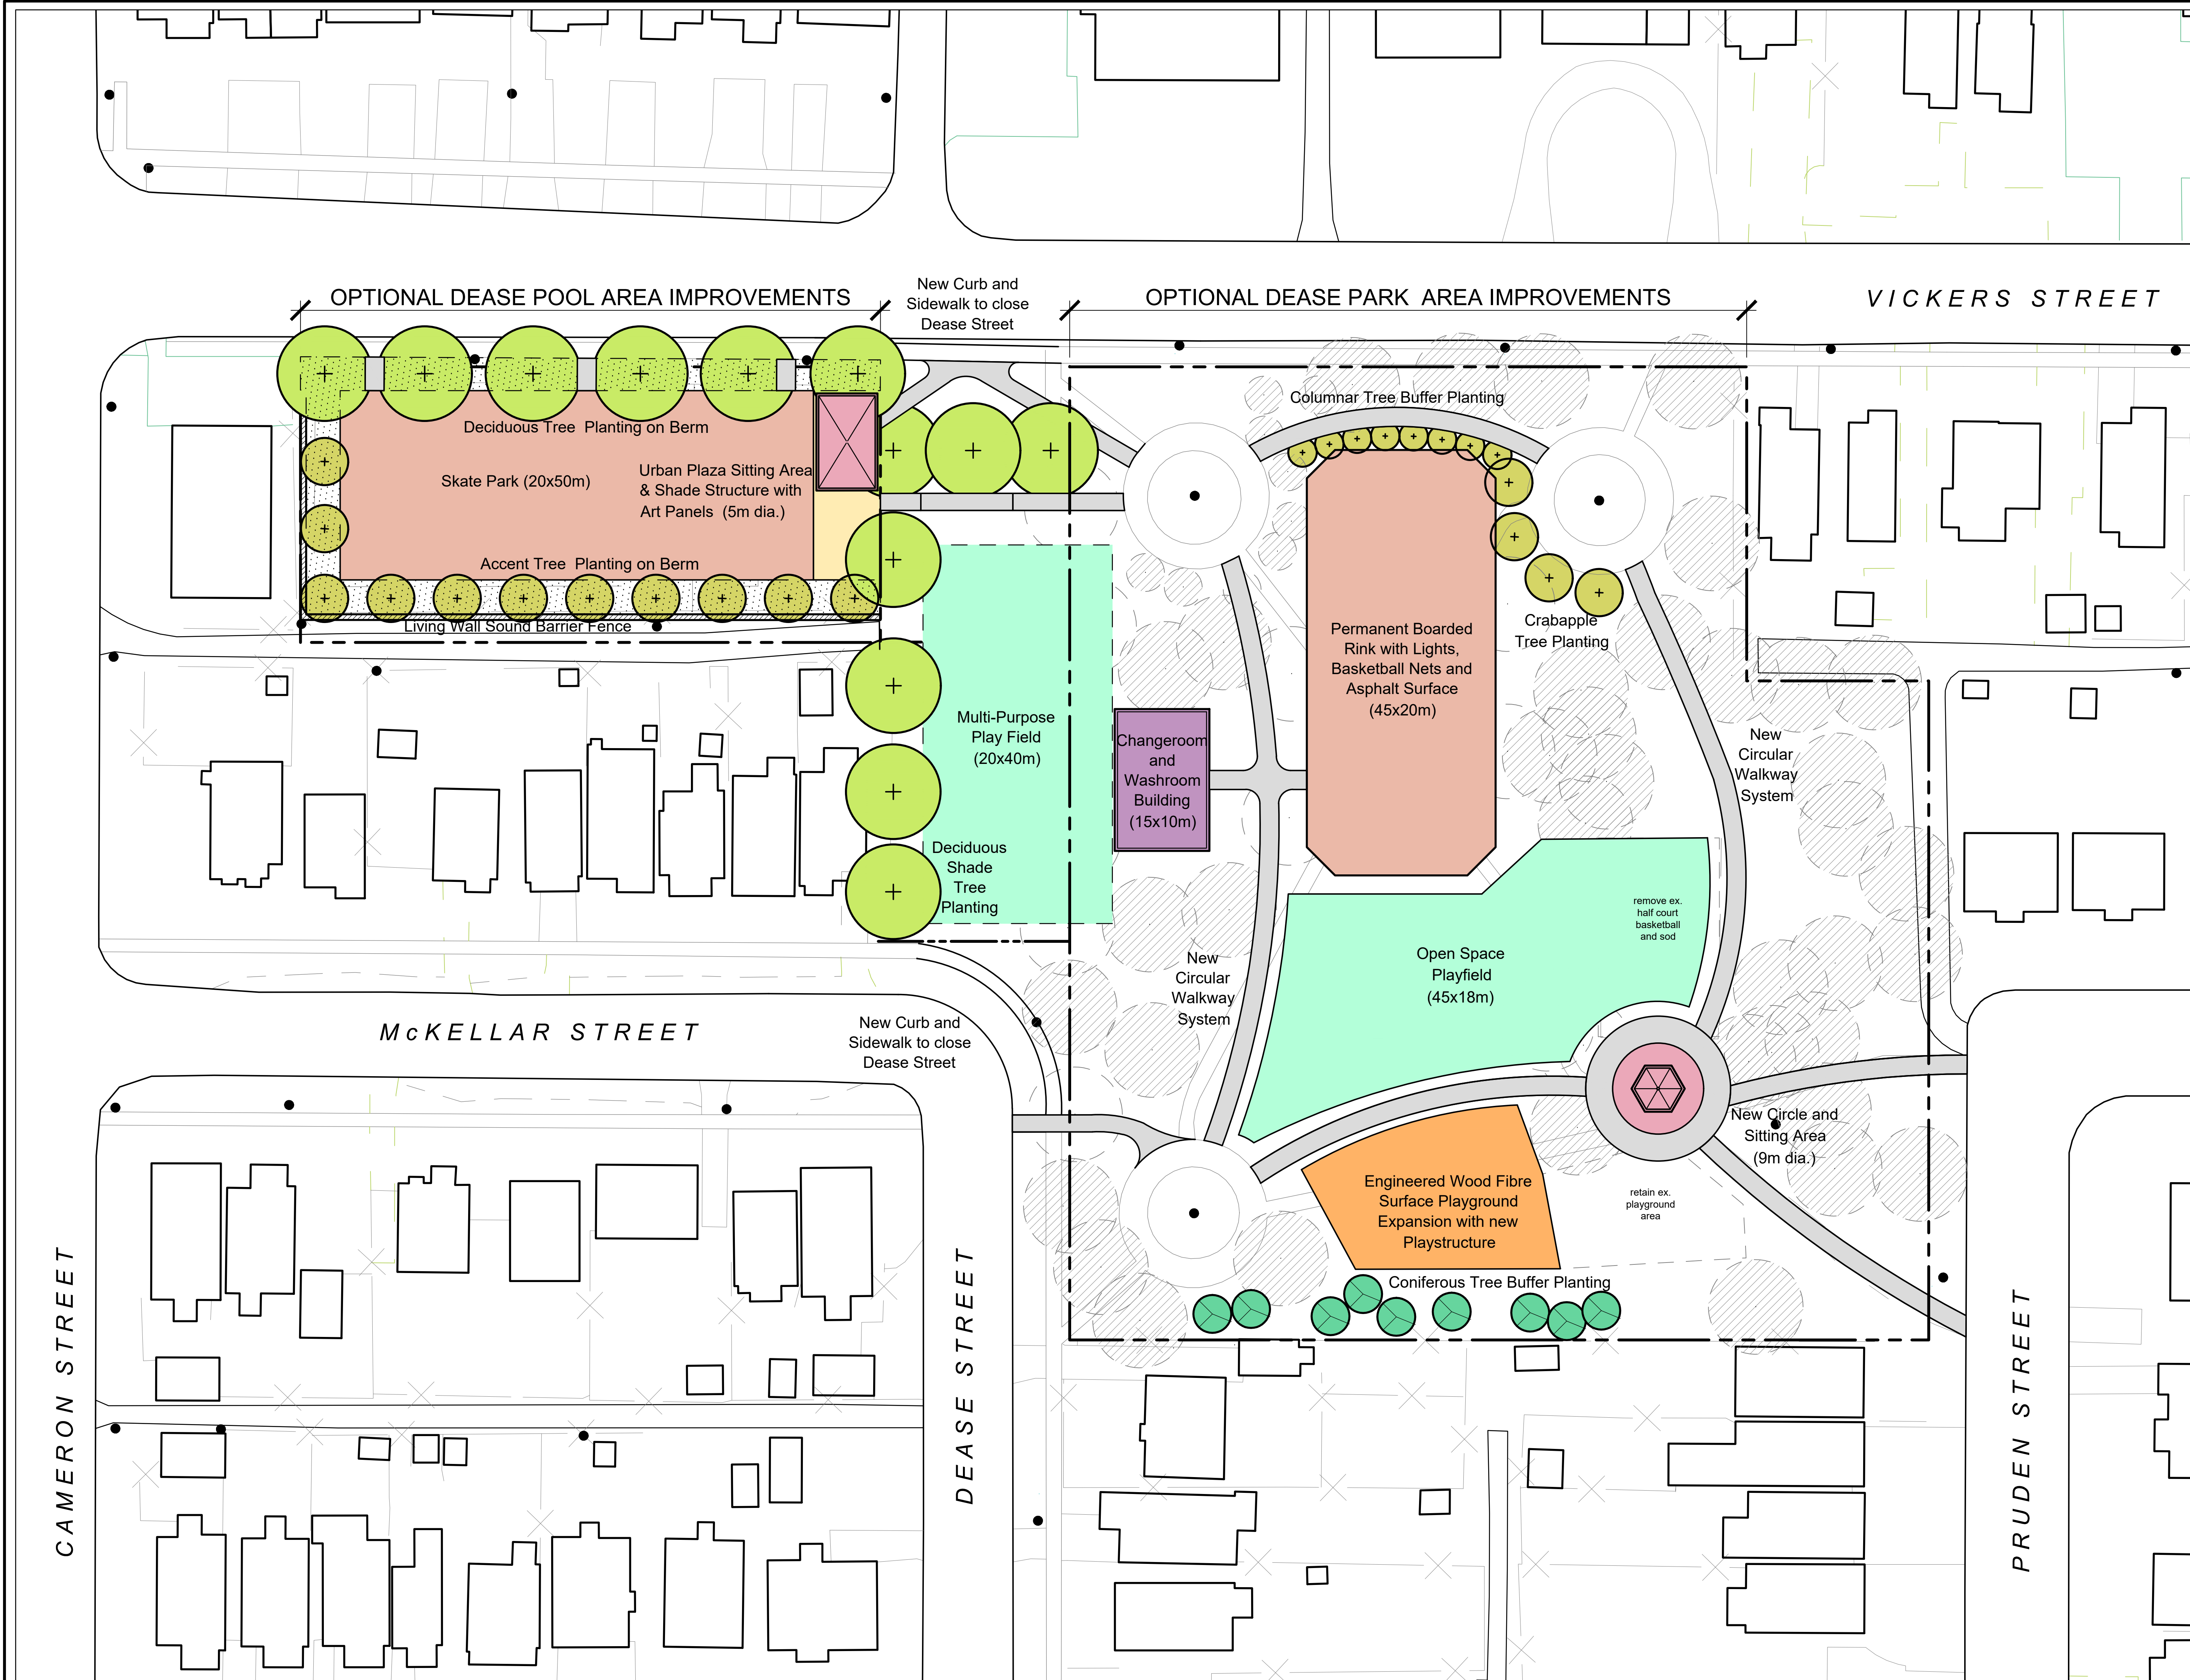 OPTIONAL DEASE POOL AREA IMPROVEMENTS
New Curb and
Sidewalk to close
Dease Street
OPTIONAL DEASE PARK AREA IMPROVEMENTS
VICKERS STREET
Deciduous Tree Planting on Berm
Skate Park (20x50m)
Urban Plaza Sitting Area
& Shade Structure with
Art Panels (5m dia.)
Accent Tree Planting on Berm
Living Wall Sound Barrier Fence
Columnar Tree Buffer Planting
Permanent Boarded
Rink with Lights,
Basketball Nets and
Asphalt Surface
(45x20m)
Crabapple
Tree Planting
Multi-Purpose
Play Field
(20x40m)
Changeroom
and
Washroom
Building
(15x10m)
New
Circular
Walkway
System
Deciduous
Shade
Tree
Planting
remove ex.
half court
basketball
and sod
Open Space
Playfield
(45x18m)
New
Circular
Walkway
System
McKELLAR STREET
New Curb and
Sidewalk to close
Dease Street
New Circle and
Sitting Area
(9m dia.)
Engineered Wood Fibre
Surface Playground
Expansion with new
Playstructure
retain ex.
playground
area
Coniferous Tree Buffer Planting
CAMERON STREET
DEASE STREET
PRUDEN STREET